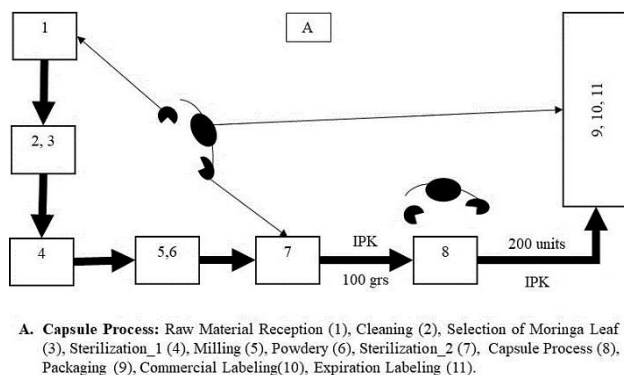 1
A
2, 3
9, 10, 11
4
5,6
7
IPK
100 grs
8
200 units
IPK
A. Capsule Process: Raw Material Reception (1), Cleaning (2), Selection of Moringa Leaf
(3), Sterilization_1 (4), Milling (5), Powdery (6), Sterilization_2 (7), Capsule Process (8),
Packaging (9), Commercial Labeling(10), Expiration Labeling (11).